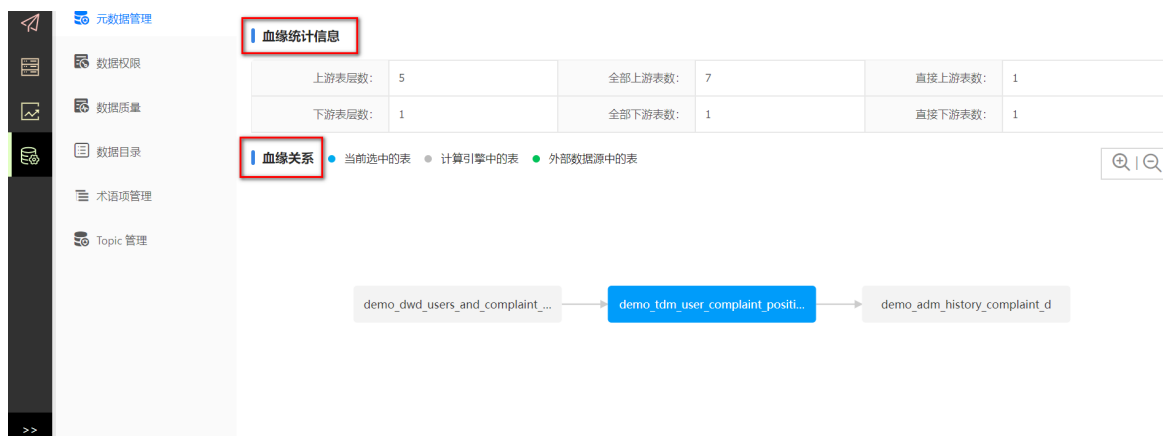 元数据管理
数据权限
数据质量
数据目录
术语项管理
Topic 管理
>>
血缘统计信息
上游表层数: 5 全部上游表数: 7 直接上游表数: 1
下游表层数: 1 全部下游表数: 1 直接下游表数: 1
血缘关系 当前选中的表 计算引擎中的表 外部数据源中的表
demo_dwd_users_and_complaint_... demo_tdm_user_complaint_positi... demo_adm_history_complaint_d